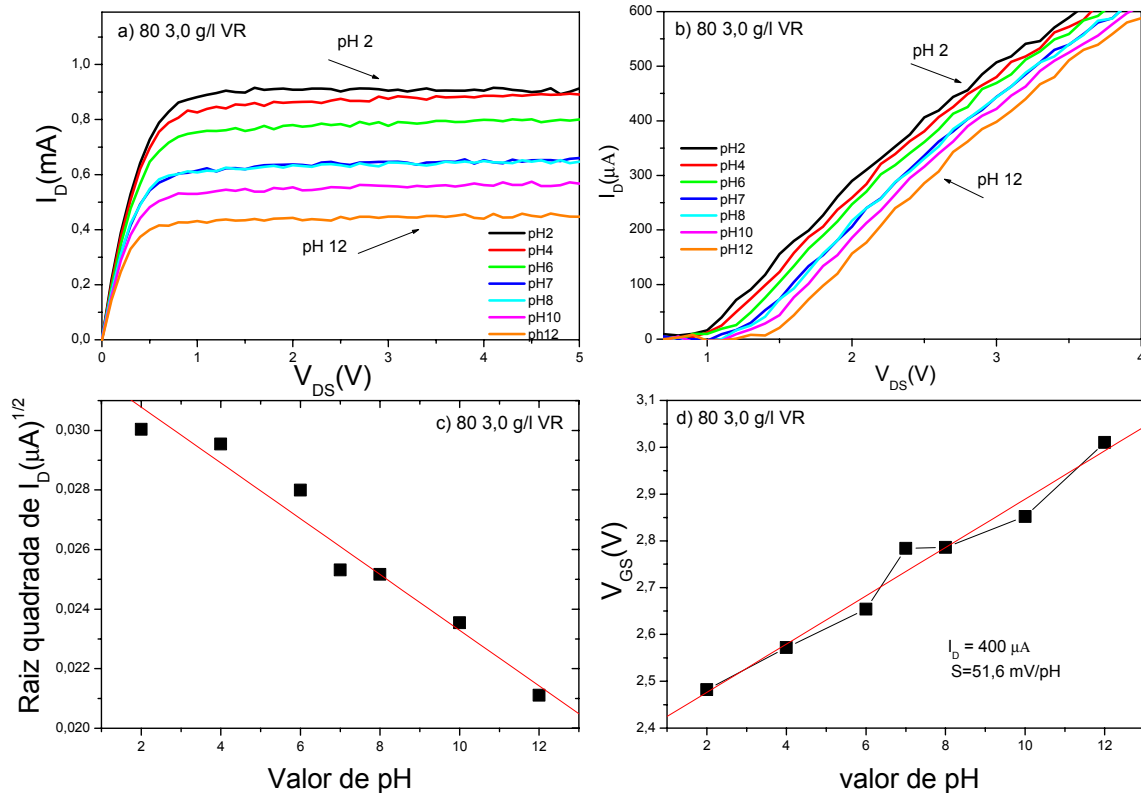 a) 80 3,0 g/l VR
pH 2
1,0
0,8
0,6
0,4
0,2
0,0
I_D(mA)
pH 12
pH2
pH4
pH6
pH7
pH8
pH10
ph12
0 1 2 3 4 5
V_DS(V)
b) 80 3,0 g/l VR
600
500
400
300
200
100
0
I_D(μA)
pH 2
pH2
pH4
pH6
pH7
pH8
pH10
pH12
pH 12
1 2 3 4
V_DS(V)
c) 80 3,0 g/l VR
0,030
0,028
0,026
0,024
0,022
0,020
Raiz quadrada de I_D(μA)^1/2
2 4 6 8 10 12
Valor de pH
d) 80 3,0 g/l VR
3,1
3,0
2,9
2,8
2,7
2,6
2,5
2,4
V_GS(V)
I_D = 400 μA
S=51,6 mV/pH
2 4 6 8 10 12
valor de pH